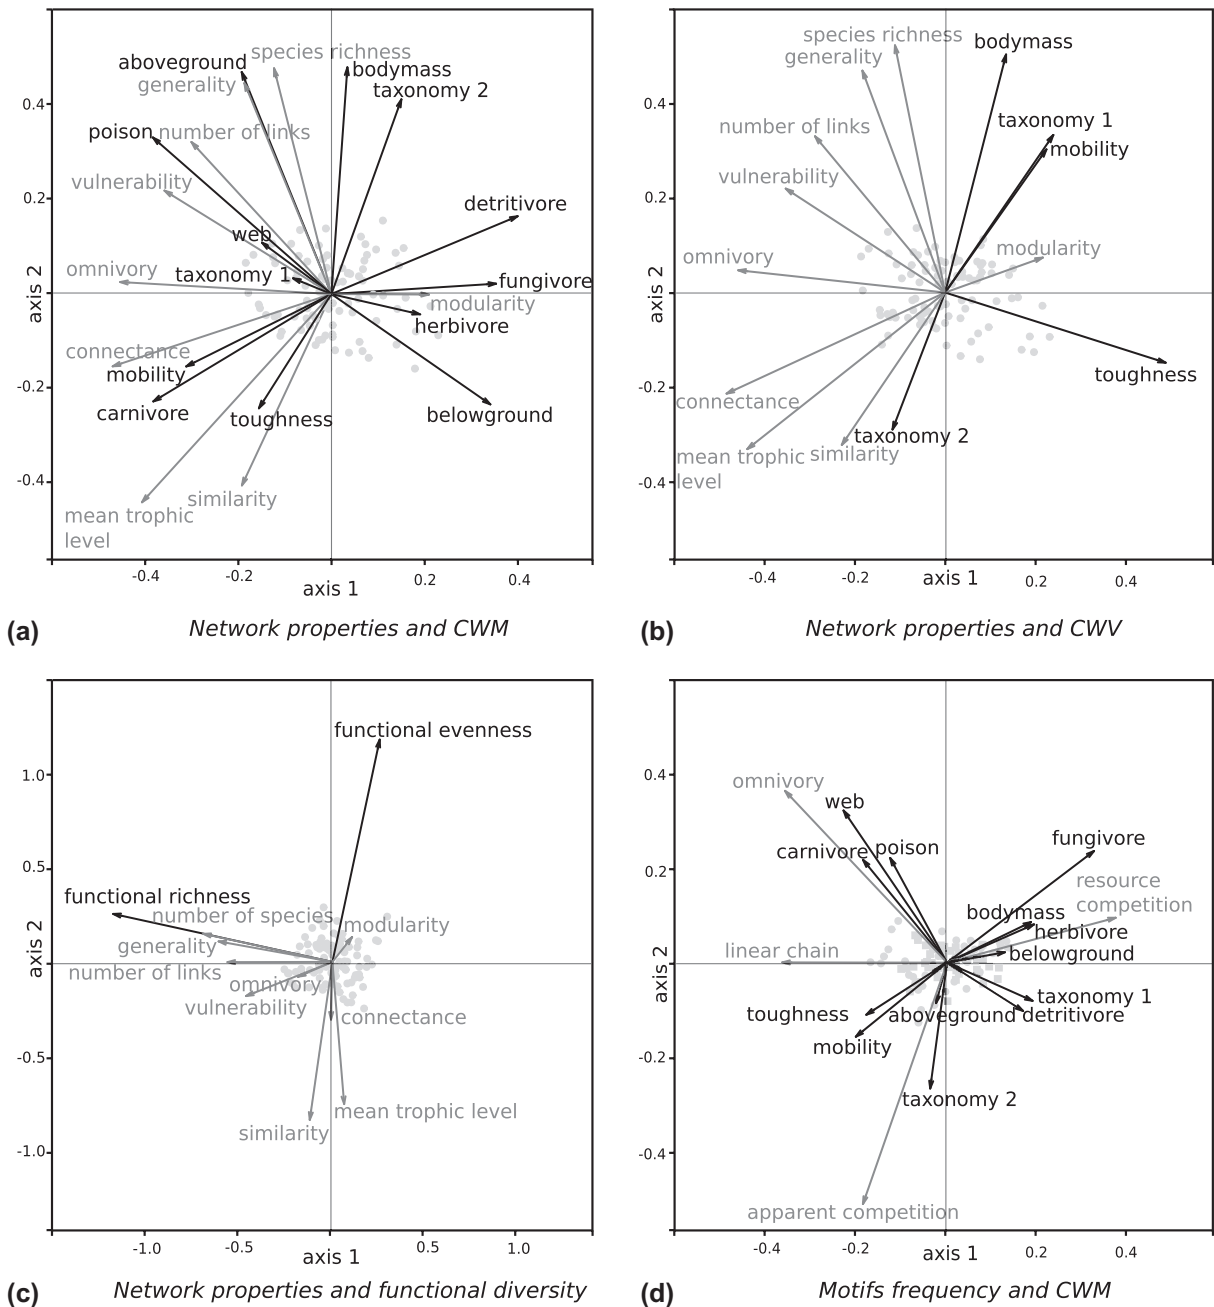 species richness
aboveground
bodymass
generality
taxonomy 2
0.4
poison
number of links
vulnerability
0.2
detritivore
web
omnivory
taxonomy 1
fungivore
modularity
herbivore
axis 2
connectance
mobility
-0.2
carnivore
toughness
belowground
-0.4
similarity
mean trophic
level
-0.4
-0.2
0.2
0.4
axis 1
(a)
Network properties and CWM
species richness
bodymass
generality
0.4
number of links
taxonomy 1
mobility
vulnerability
0.2
modularity
omnivory
axis 2
toughness
-0.2
connectance
taxonomy 2
mean trophic
level
similarity
-0.4
-0.4
-0.2
0.2
0.4
axis 1
(b)
Network properties and CWV
functional evenness
1.0
0.5
functional richness
number of species
modularity
generality
number of links
omnivory
vulnerability
connectance
axis 2
-0.5
mean trophic level
similarity
-1.0
-1.0
-0.5
0.5
1.0
axis 1
(c)
Network properties and functional diversity
0.4
omnivory
web
fungivore
carnivore
poison
0.2
resource
competition
bodymass
herbivore
linear chain
belowground
axis 2
taxonomy 1
toughness
aboveground
detritivore
mobility
-0.2
taxonomy 2
-0.4
apparent competition
-0.4
-0.2
0.2
0.4
axis 1
(d)
Motifs frequency and CWM